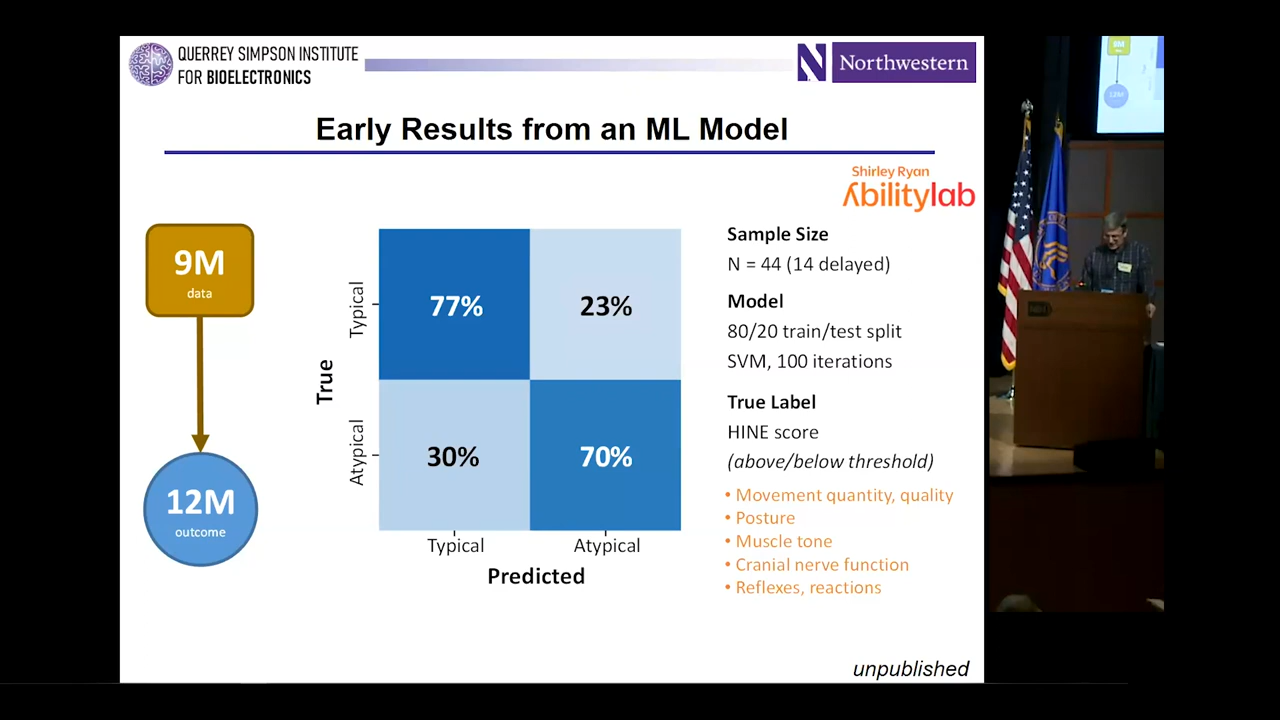 QUERREY SIMPSON INSTITUTE
FOR BIOELECTRONICS
N
Northwestern
Early Results from an ML Model
Shirley Ryan
Abilitylab
9M
data
12M
outcome
True
Typical
Atypical
77%
23%
30%
70%
Typical
Atypical
Predicted
Sample Size
N = 44 (14 delayed)
Model
80/20 train/test split
SVM, 100 iterations
True Label
HINE score
(above/below threshold)
• Movement quantity, quality
• Posture
• Muscle tone
• Cranial nerve function
• Reflexes, reactions
unpublished